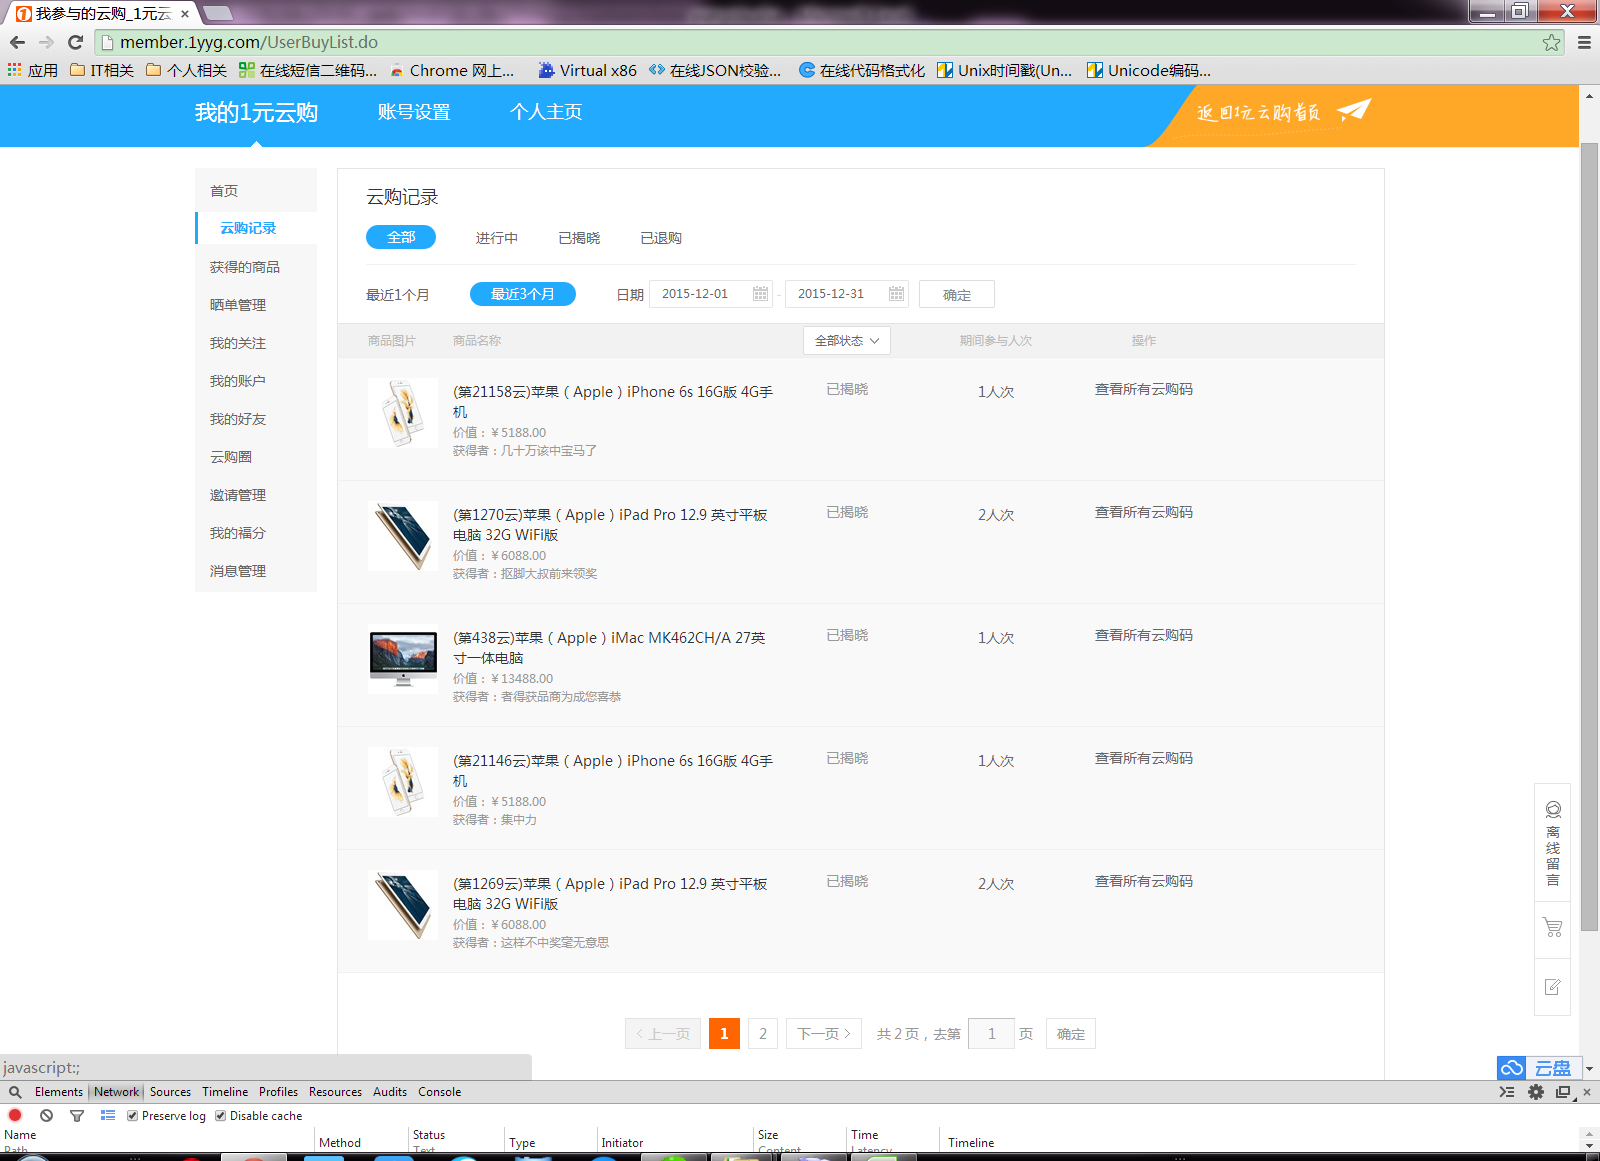 我参与的云购_1元云
member.1yyg.com/UserBuyList.do
应用 IT相关 个人相关 在线短信二维码... Chrome 网上... Virtual x86 在线JSON校验... 在线代码格式化 Unix时间戳(Un... Unicode编码...
我的1元云购 账号设置 个人主页 返回1元云购首页
首页
云购记录
获得的商品
晒单管理
我的关注
我的账户
我的好友
云购圈
邀请管理
我的福分
消息管理
云购记录
全部 进行中 已揭晓 已退购
最近1个月 最近3个月 日期 2015-12-01 - 2015-12-31 确定
商品图片 商品名称 全部状态 期间参与人次 操作
(第21158云)苹果（Apple）iPhone 6s 16G版 4G手 已揭晓 1人次 查看所有云购码
机
价值：￥5188.00
获得者：几十万该中宝马了
(第1270云)苹果（Apple）iPad Pro 12.9 英寸平板 已揭晓 2人次 查看所有云购码
电脑 32G WiFi版
价值：￥6088.00
获得者：抠脚大叔前来领奖
(第438云)苹果（Apple）iMac MK462CH/A 27英 已揭晓 1人次 查看所有云购码
寸一体电脑
价值：￥13488.00
获得者：者得获品商为成您喜恭
(第21146云)苹果（Apple）iPhone 6s 16G版 4G手 已揭晓 1人次 查看所有云购码
机
价值：￥5188.00
获得者：集中力
(第1269云)苹果（Apple）iPad Pro 12.9 英寸平板 已揭晓 2人次 查看所有云购码
电脑 32G WiFi版
价值：￥6088.00
获得者：这样不中奖毫无意思
离线留言
< 上一页 1 2 下一页 > 共 2 页，去第 1 页 确定
javascript:;
云盘
Elements Network Sources Timeline Profiles Resources Audits Console
Preserve log Disable cache
Name Method Status Type Initiator Size Time Timeline
Path Text Content Latency